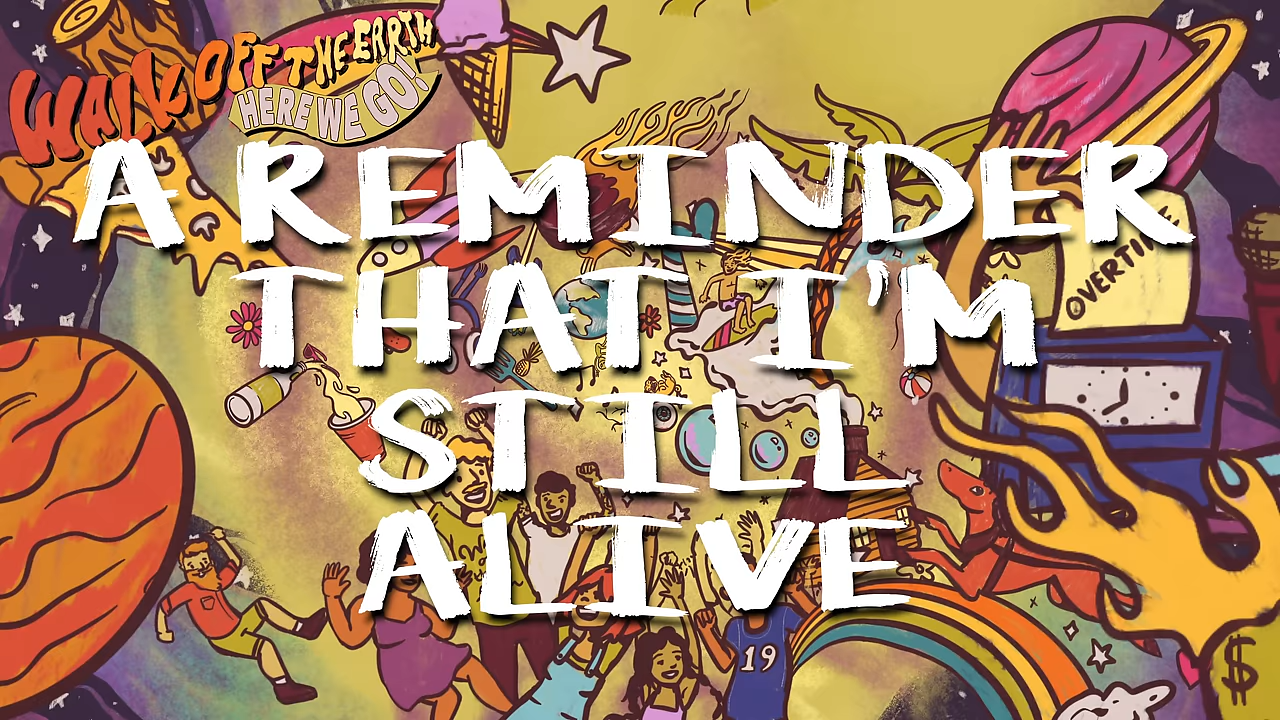 WALK OFF THE EARTH
HERE WE GO!
A REMINDER
THAT I'M
STILL
ALIVE
OVERTIME
19
$